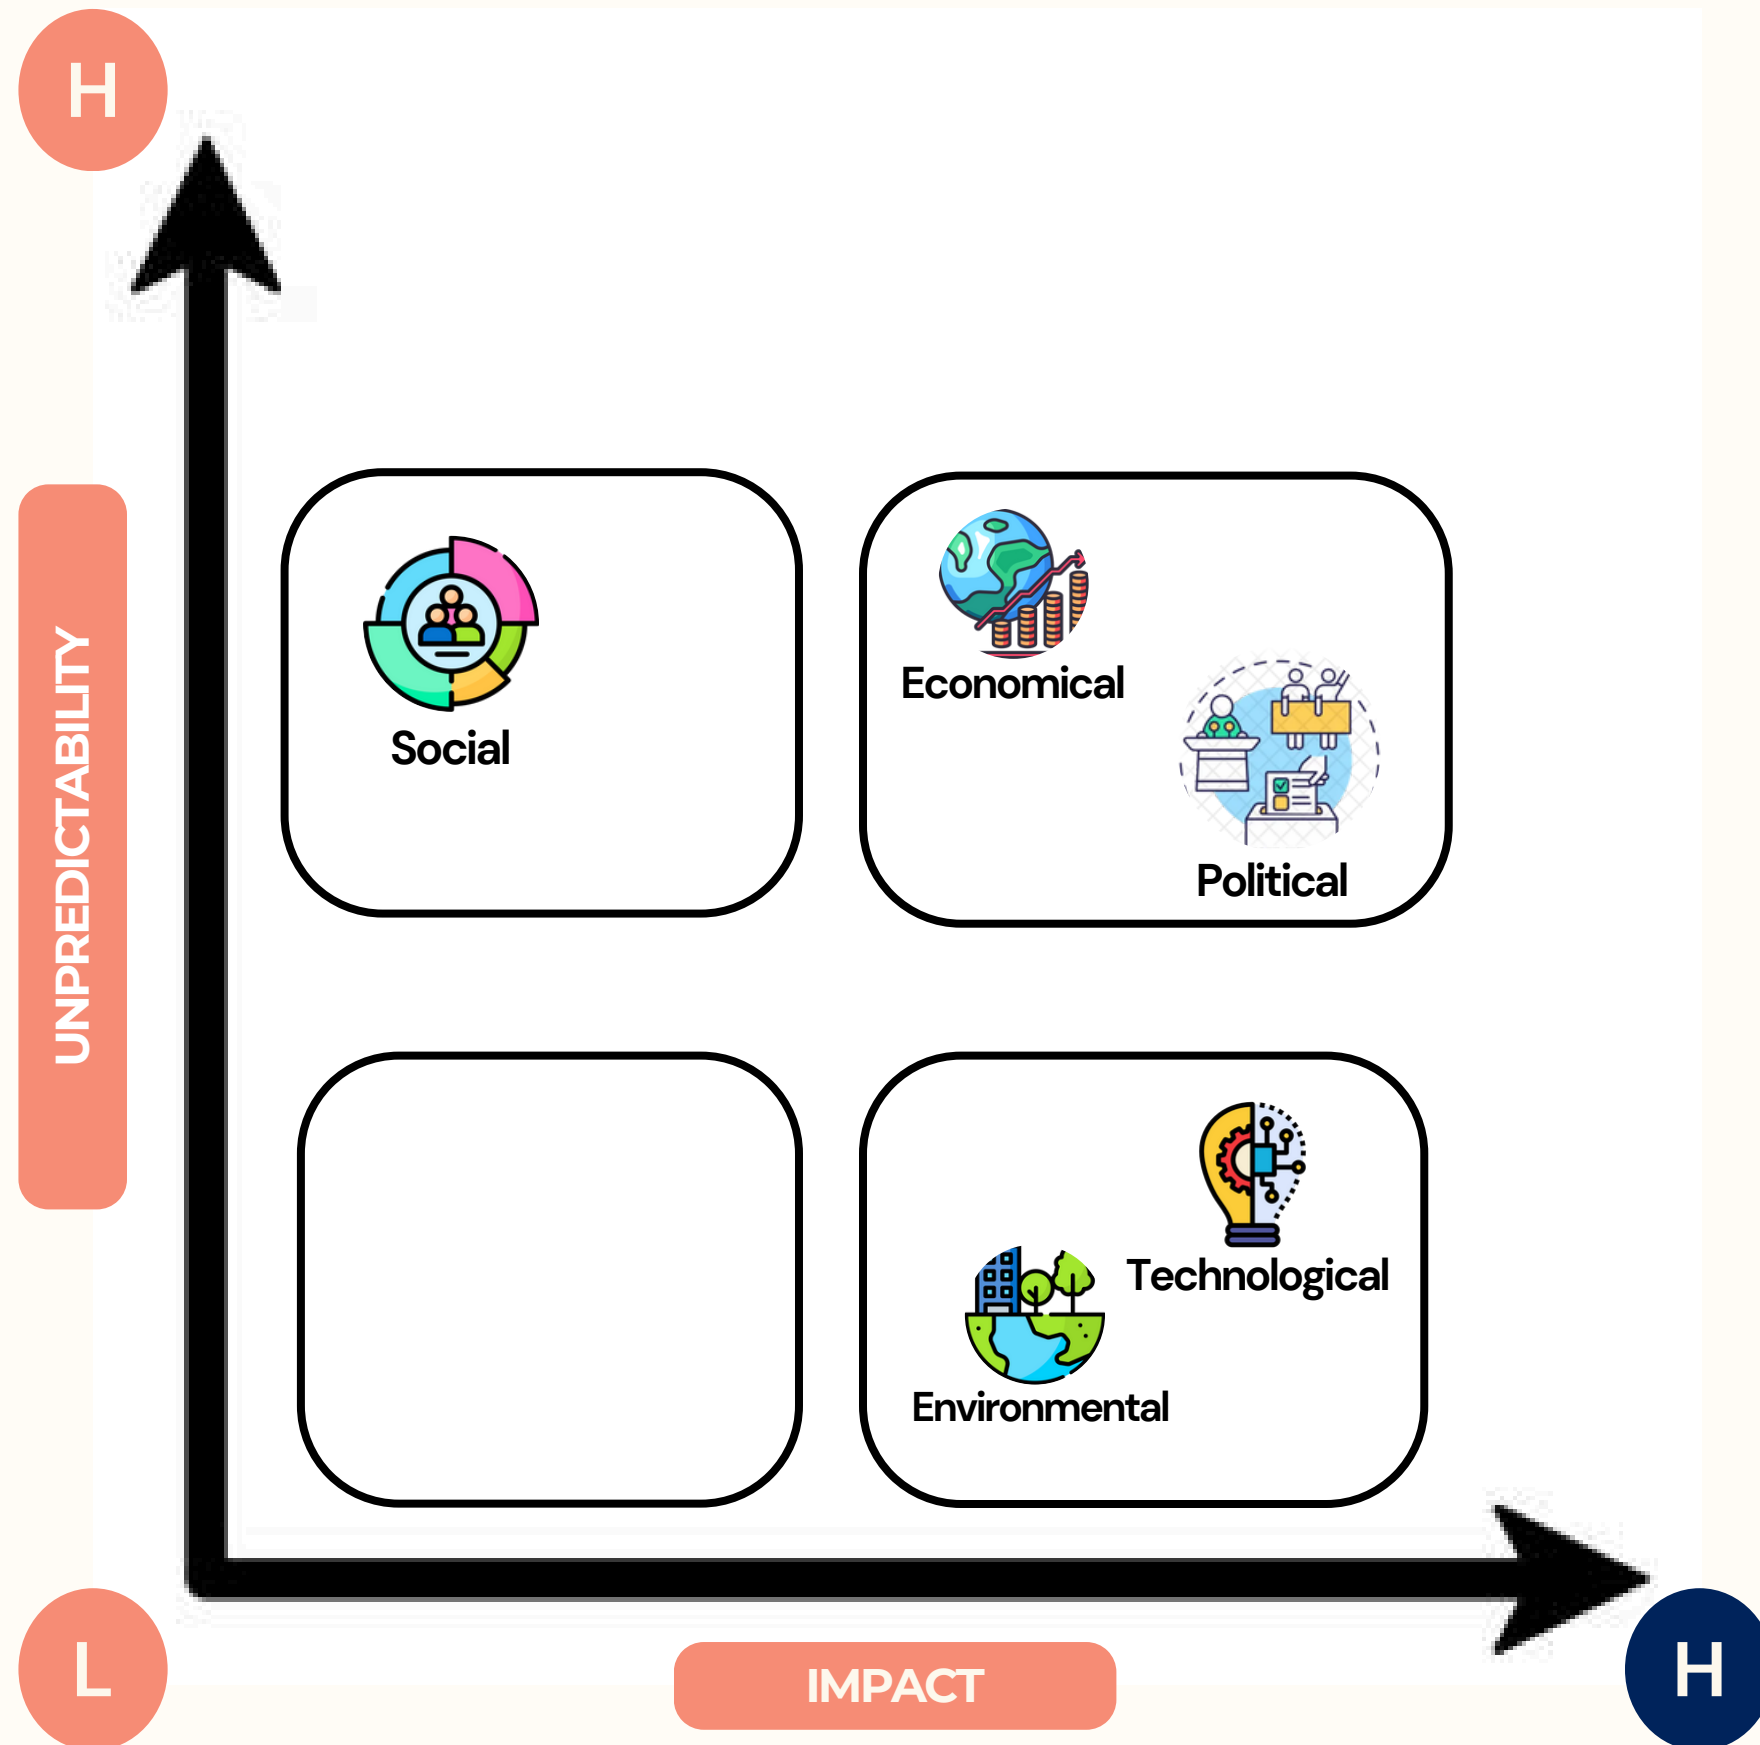 H
UNPREDICTABILITY
Social
Economical
Political
Technological
Environmental
L
IMPACT
H